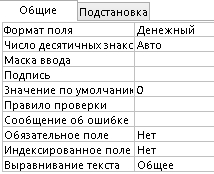 Общие Подстановка
Формат поля Денежный
Число десятичных знакс Авто
Маска ввода
Подпись
Значение по умолчани 0
Правило проверки
Сообщение об ошибке
Обязательное поле Нет
Индексированное поле Нет
Выравнивание текста Общее